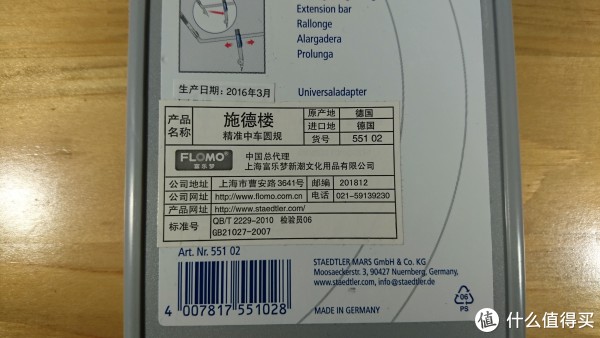 Extension bar
Rallonge
Alargadera
Prolunga
Universaladapter
生产日期:2016年3月
产品名称 施德楼 精准中车圆规
原产地 德国
进口地 德国
货号 551 02
FLOMO® 富乐梦
中国总代理
上海富乐梦新潮文化用品有限公司
公司地址 上海市曹安路3641号 邮编 201812
公司网址 http://www.flomo.com.cn 电话 021-59139230
产品网址 http://www.staedtler.com/
标准号 QB/T 2229-2010 检验员06
GB21027-2007
Art. Nr. 551 02
4 007817 551028
STAEDTLER MARS GmbH & Co. KG
Moosaeckerstr. 3, 90427 Nuernberg, Germany,
www.staedtler.com, info@staedtler.de
MADE IN GERMANY
06
PS
值 什么值得买